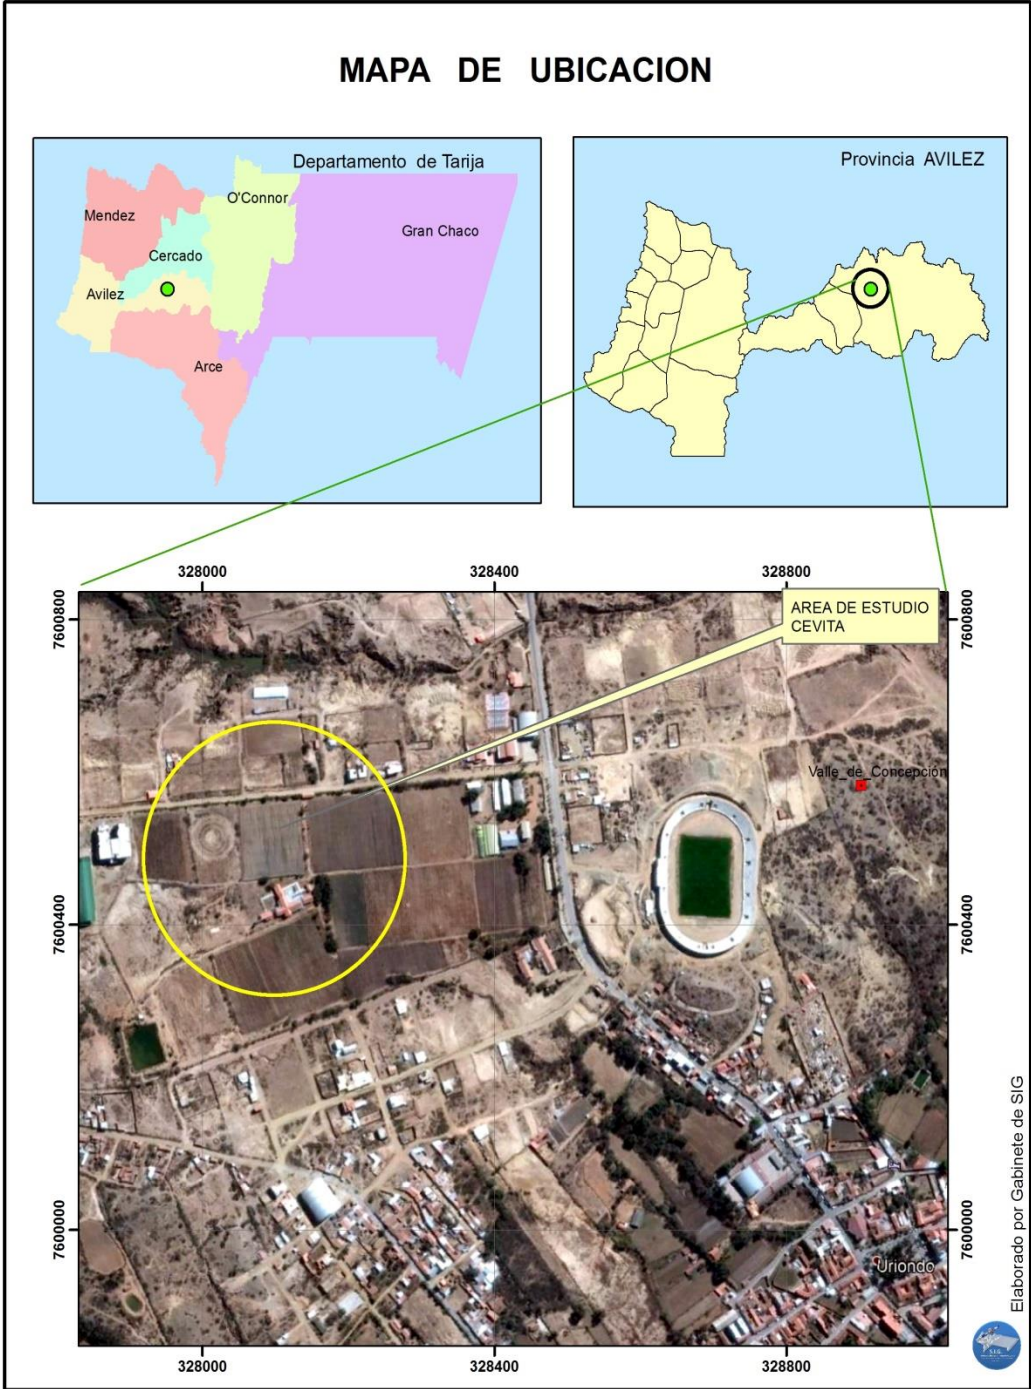 MAPA DE UBICACION
Departamento de Tarija
O'Connor
Mendez
Gran Chaco
Cercado
Avilez
Arce
Provincia AVILEZ
328000
328400
328800
7600800
7600800
AREA DE ESTUDIO
CEVITA
Valle_de_Concepción
7600400
7600400
7600000
7600000
Uriondo
328000
328400
328800
Elaborado por Gabinete de SIG
S.I.G.